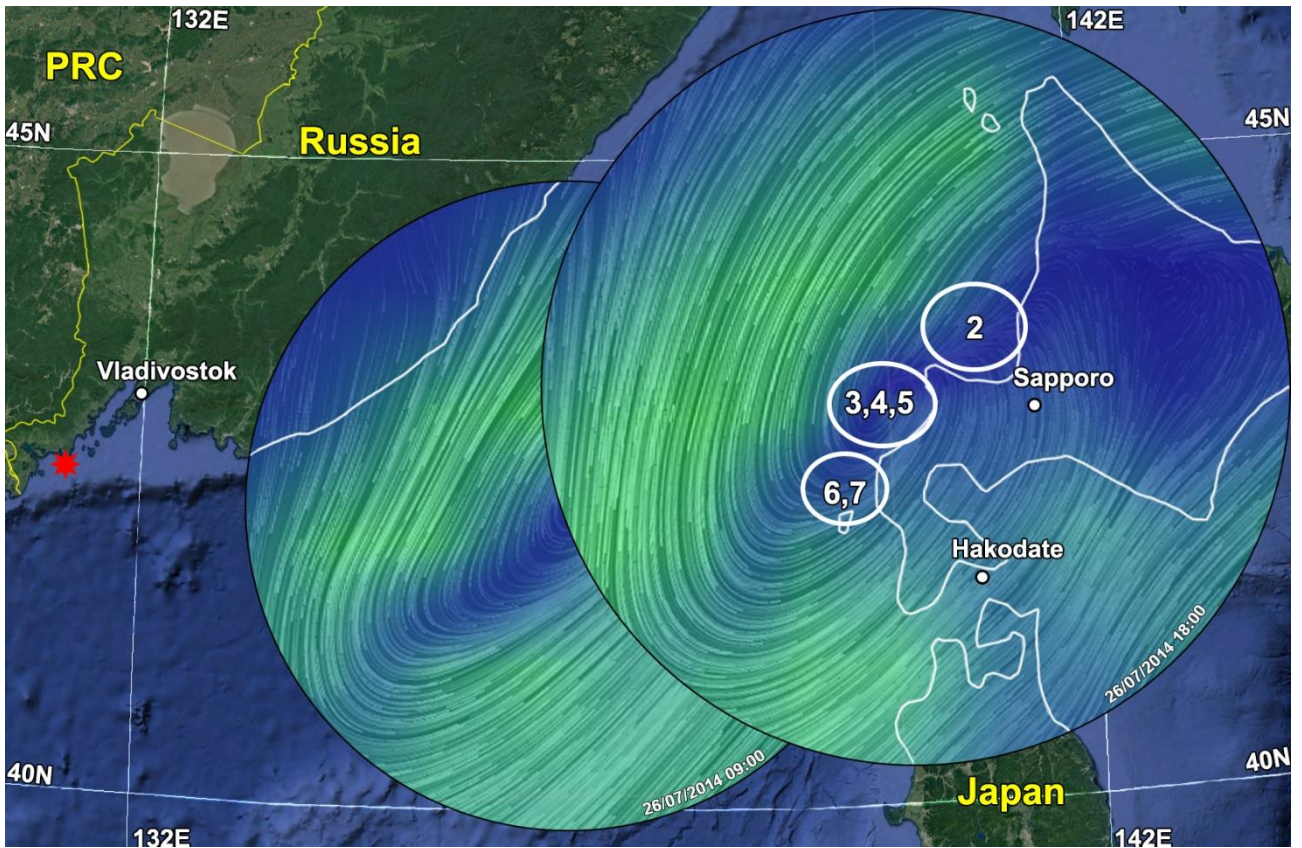 132E
142E
PRC
45N
Russia
45N
2
Vladivostok
Sapporo
3,4,5
6,7
Hakodate
26/07/2014 18:00
26/07/2014 09:00
40N
40N
Japan
132E
142E